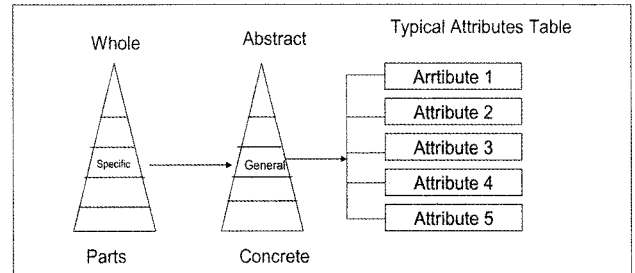 Typical Attributes Table
Whole
Abstract
Arrtibute 1
Attribute 2
Attribute 3
Specific
General
Attribute 4
Attribute 5
Parts
Concrete